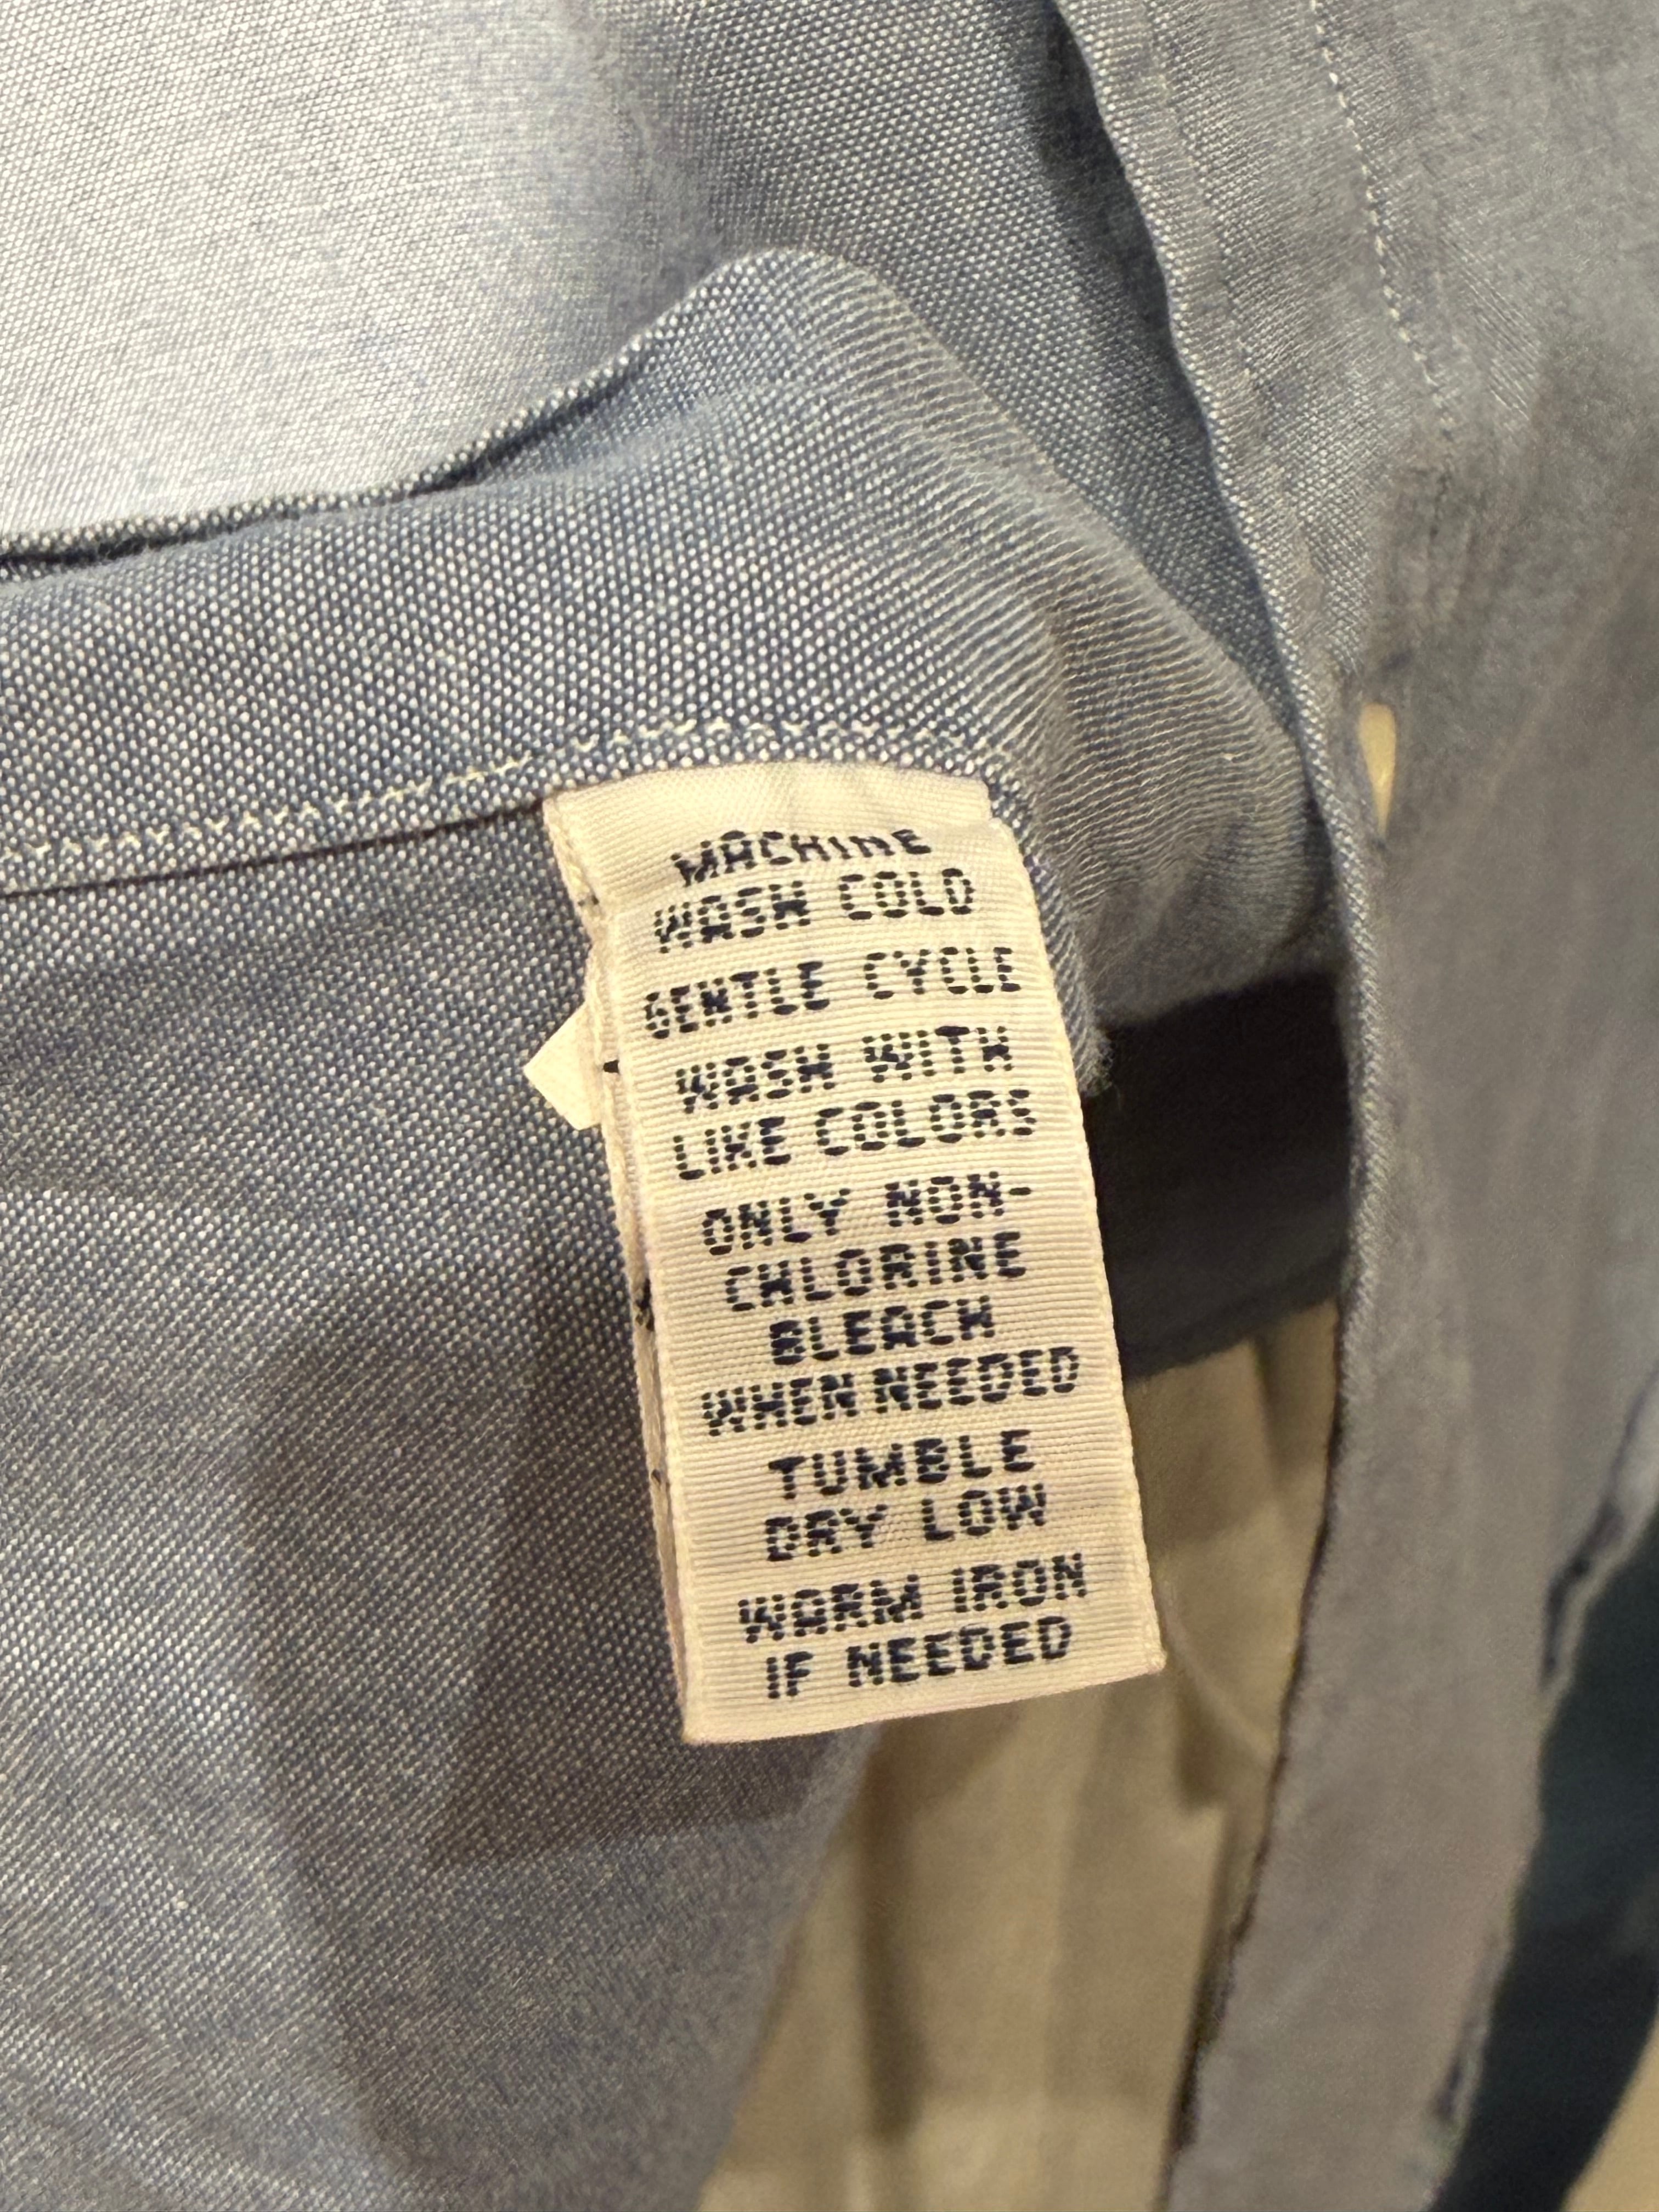 MACHINE
WASH COLD
GENTLE CYCLE
WASH WITH
LIKE COLORS
ONLY NON-
CHLORINE
BLEACH
WHEN NEEDED
TUMBLE
DRY LOW
WARM IRON
IF NEEDED